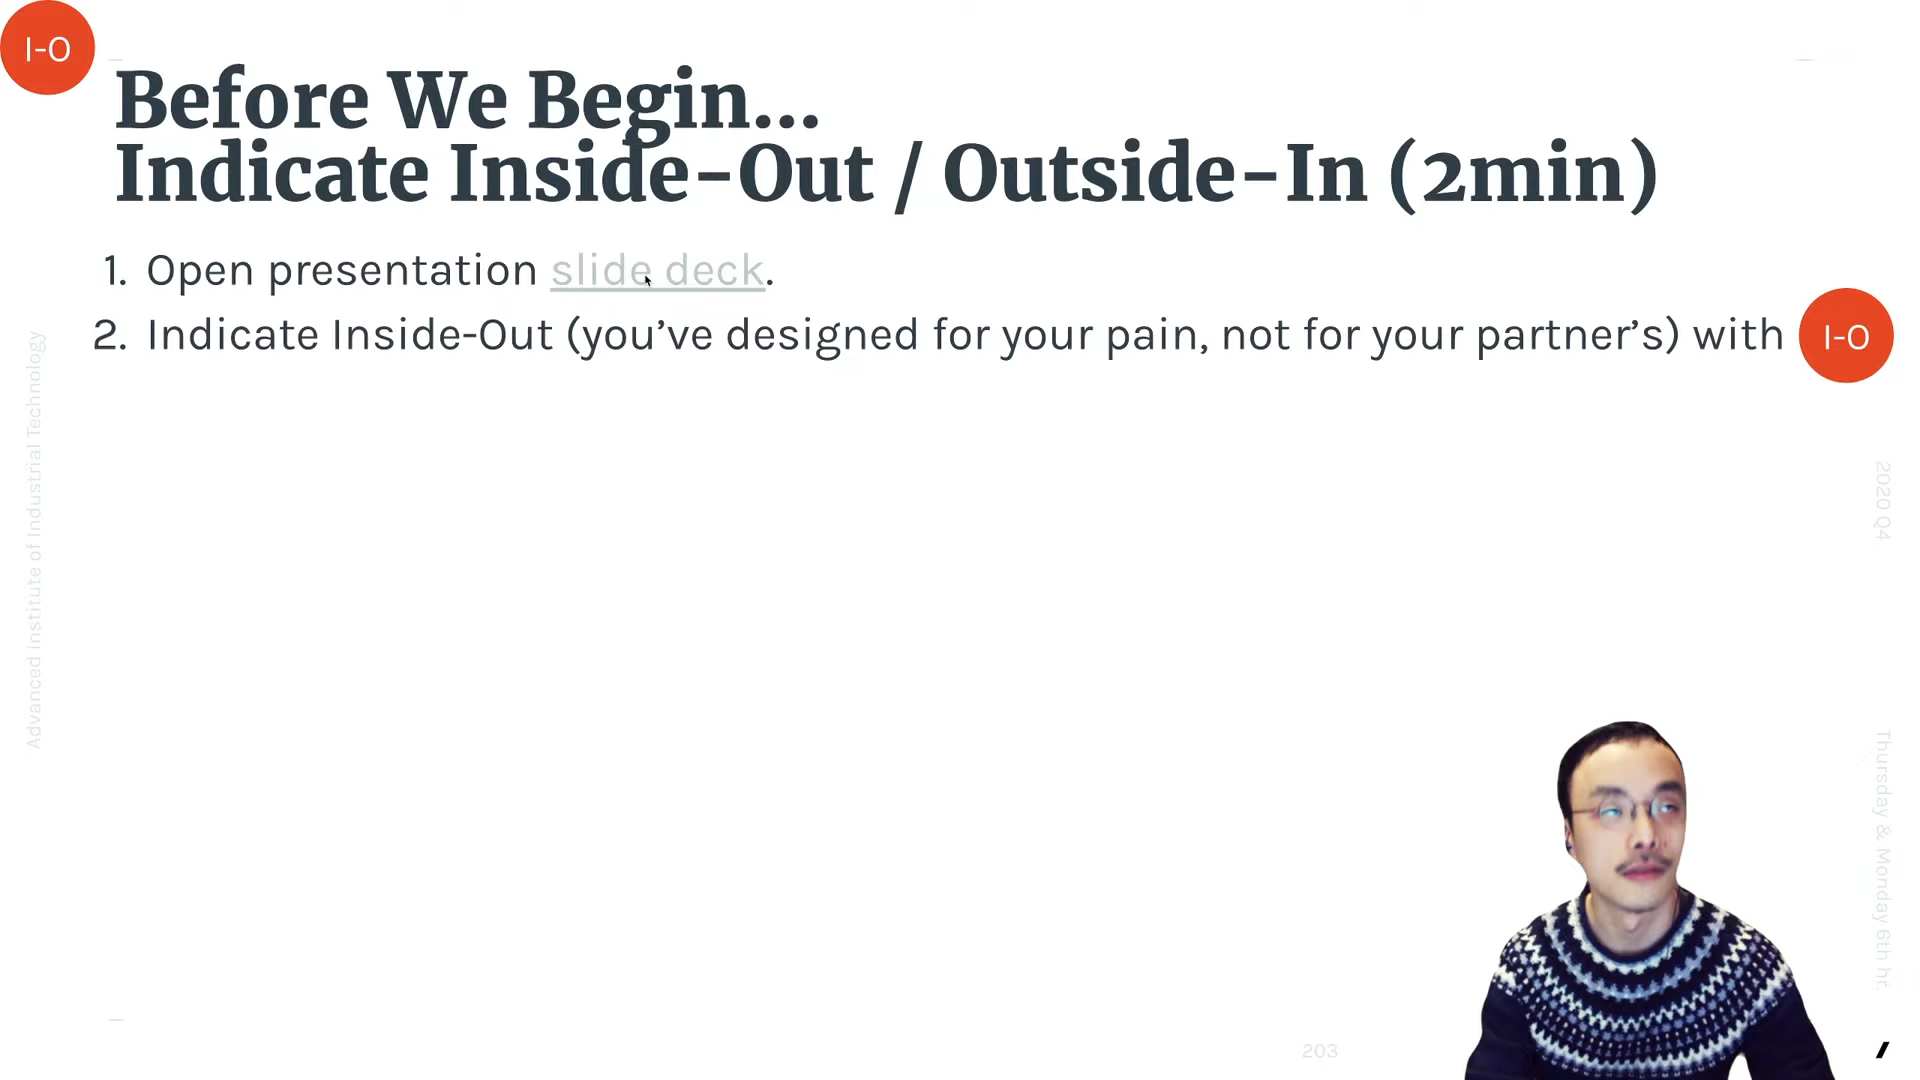 I-O
Before We Begin...
Indicate Inside-Out / Outside-In (2min)
1. Open presentation slide deck.
2. Indicate Inside-Out (you’ve designed for your pain, not for your partner’s) with I-O
Advanced Institute of Industrial Technology
2020 Q4
Thursday & Monday 6th hr.
203